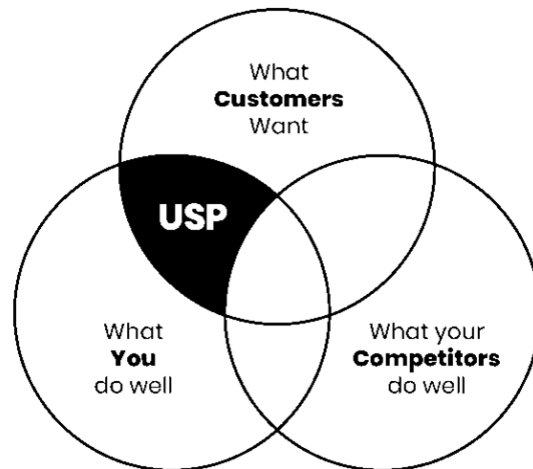 What
Customers
Want
USP
What
You
do well
What your
Competitors
do well